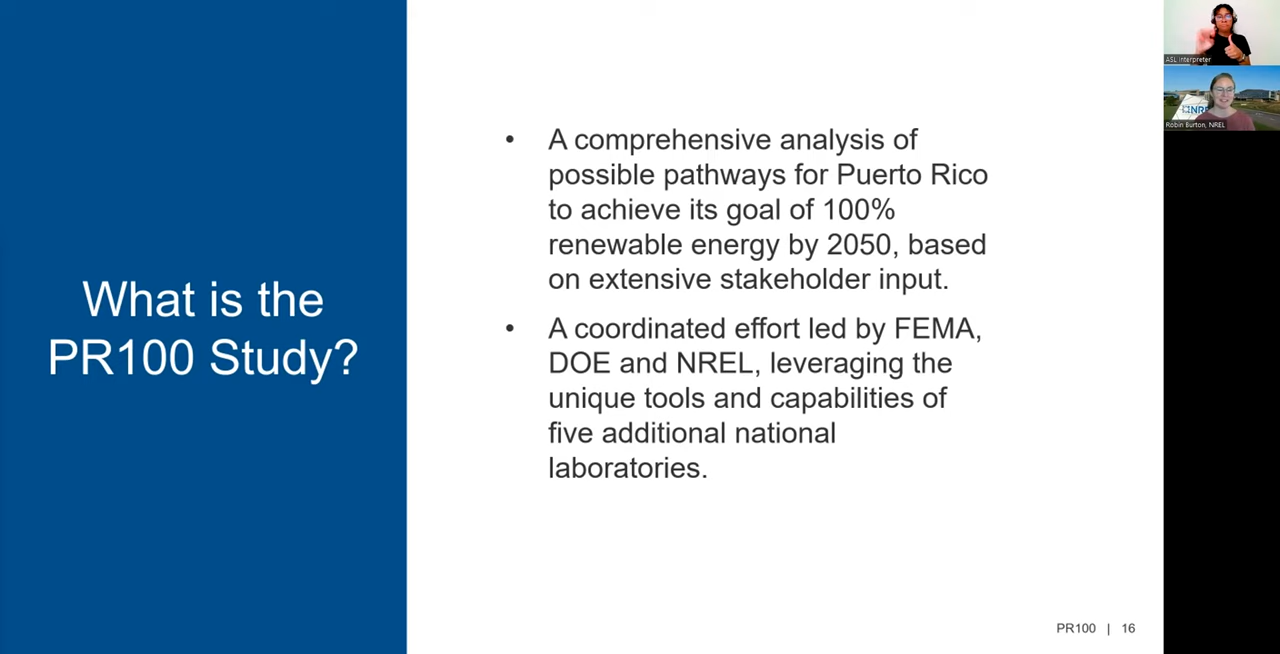 What is the
PR100 Study?
• A comprehensive analysis of
possible pathways for Puerto Rico
to achieve its goal of 100%
renewable energy by 2050, based
on extensive stakeholder input.
• A coordinated effort led by FEMA,
DOE and NREL, leveraging the
unique tools and capabilities of
five additional national
laboratories.
PR100 | 16
ASL Interpreter
Robin Burton, NREL